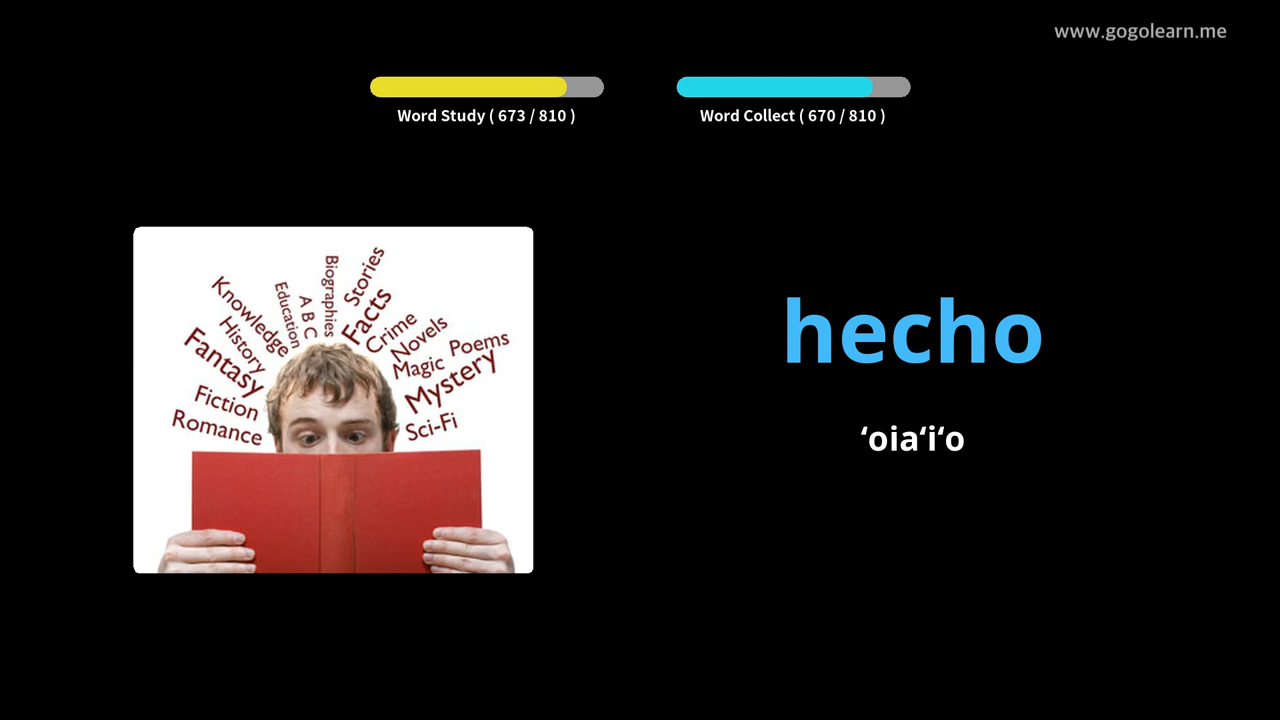 www.gogolearn.me
Word Study ( 673 / 810 )
Word Collect ( 670 / 810 )
Biographies
Stories
Education
A B C
Facts
Knowledge
Crime
History
Novels
Fantasy
Magic
Poems
Mystery
Fiction
Romance
Sci-Fi
hecho
ʻoiaʻiʻo